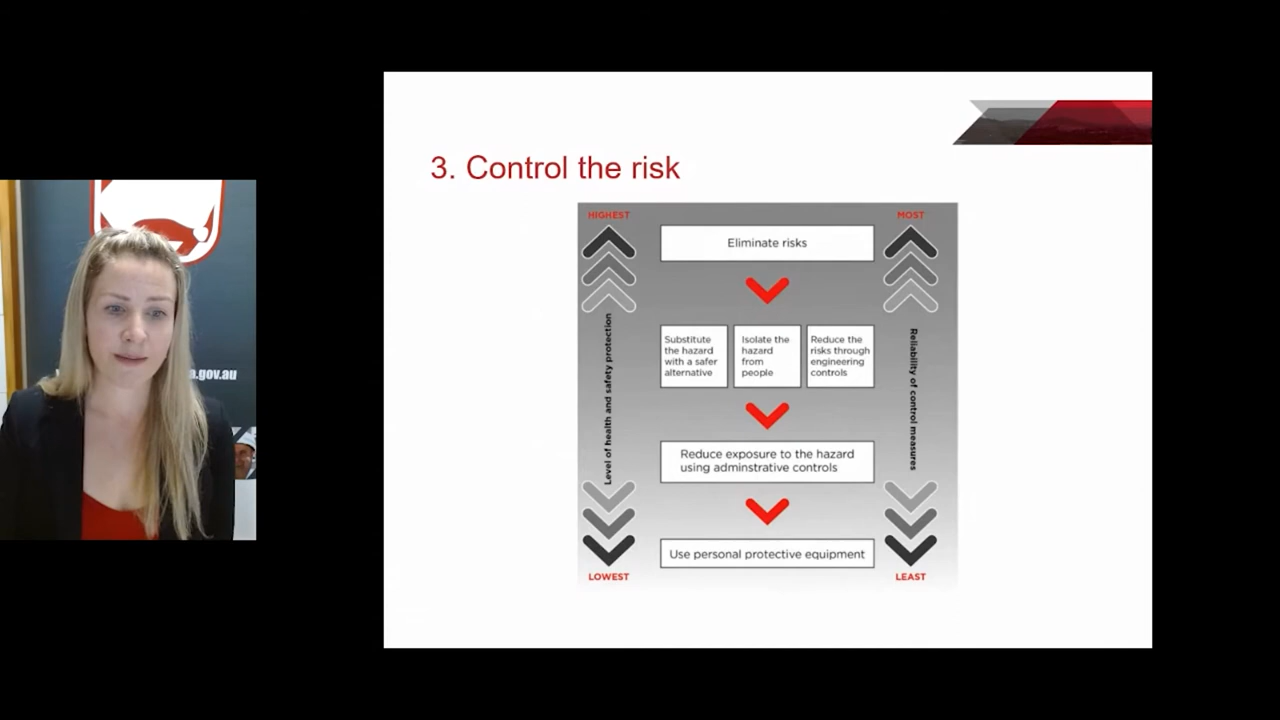 3. Control the risk
HIGHEST
MOST
Eliminate risks
Substitute
the hazard
with a safer
alternative
Isolate the
hazard
from
people
Reduce the
risks through
engineering
controls
Level of health and safety protection
Reliability of control measures
Reduce exposure to the hazard
using adminstrative controls
Use personal protective equipment
LOWEST
LEAST
.gov.au